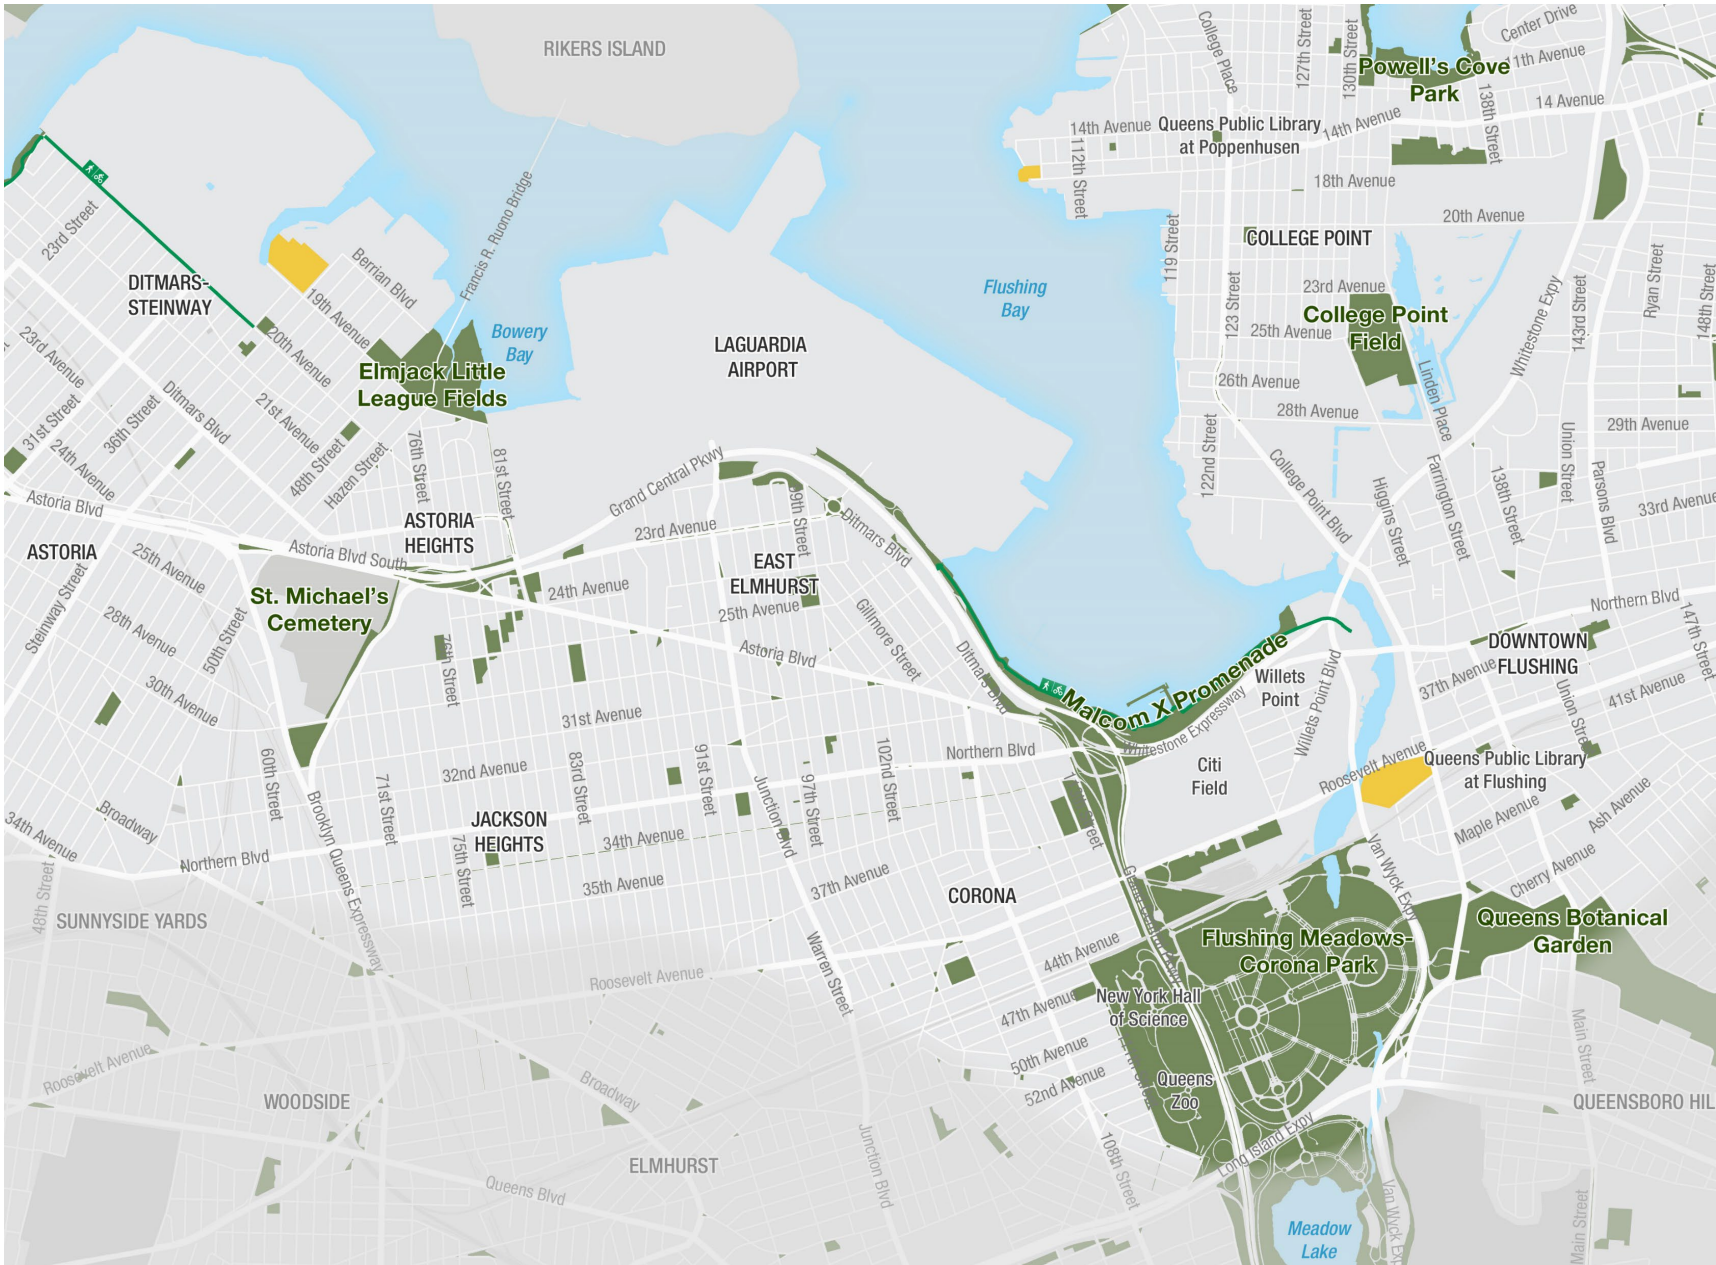 RIKERS ISLAND
College Place
127th Street
130th Street
Center Drive
11th Avenue
Powell's Cove
Park
138th Street
14 Avenue
14th Avenue
Queens Public Library
at Poppenhusen
14th Avenue
112th Street
18th Avenue
20th Avenue
119 Street
COLLEGE POINT
23rd Street
Francis R. Ruono Bridge
DITMARS-
STEINWAY
Berrian Blvd
19th Avenue
20th Avenue
Bowery
Bay
Flushing
Bay
LAGUARDIA
AIRPORT
123 Street
23rd Avenue
College Point
Field
25th Avenue
Whitestone Expy
143rd Street
Ryan Street
148th Street
23rd Avenue
Elmjack Little
League Fields
26th Avenue
28th Avenue
Linden Place
31st Street
36th Street
Ditmars Blvd
21st Avenue
24th Avenue
48th Street
Hazen Street
76th Street
81st Street
Grand Central Pkwy
122nd Street
College Point Blvd
Higgins Street
Farrington Street
138th Street
Union Street
Parsons Blvd
29th Avenue
33rd Avenue
Astoria Blvd
ASTORIA
HEIGHTS
23rd Avenue
99th Street
Ditmars Blvd
ASTORIA
25th Avenue
Astoria Blvd South
EAST
ELMHURST
24th Avenue
25th Avenue
Steinway Street
28th Avenue
50th Street
St. Michael's
Cemetery
76th Street
Astoria Blvd
Gillmore Street
Ditmars Blvd
Malcom X Promenade
Willets
Point
Willets Point Blvd
Northern Blvd
147th Street
DOWNTOWN
FLUSHING
37th Avenue
41st Avenue
Union Street
30th Avenue
31st Avenue
Whitestone Expressway
Northern Blvd
60th Street
71st Street
32nd Avenue
83rd Street
91st Street
Junction Blvd
97th Street
102nd Street
Citi
Field
Roosevelt Avenue
Queens Public Library
at Flushing
Maple Avenue
Ash Avenue
34th Avenue
Broadway
Northern Blvd
Brooklyn Queens Expressway
JACKSON
HEIGHTS
75th Street
34th Avenue
35th Avenue
37th Avenue
CORONA
Van Wyck Expy
Cherry Avenue
48th Street
SUNNYSIDE YARDS
Roosevelt Avenue
Warren Street
44th Avenue
Flushing Meadows-
Corona Park
Queens Botanical
Garden
47th Avenue
New York Hall
of Science
50th Avenue
52nd Avenue
Queens
Zoo
Main Street
Roosevelt Avenue
WOODSIDE
Broadway
QUEENSBORO HIL
ELMHURST
Queens Blvd
Junction Blvd
108th Street
Long Island Expy
Meadow
Lake
Van Wyck Ex
Main Street